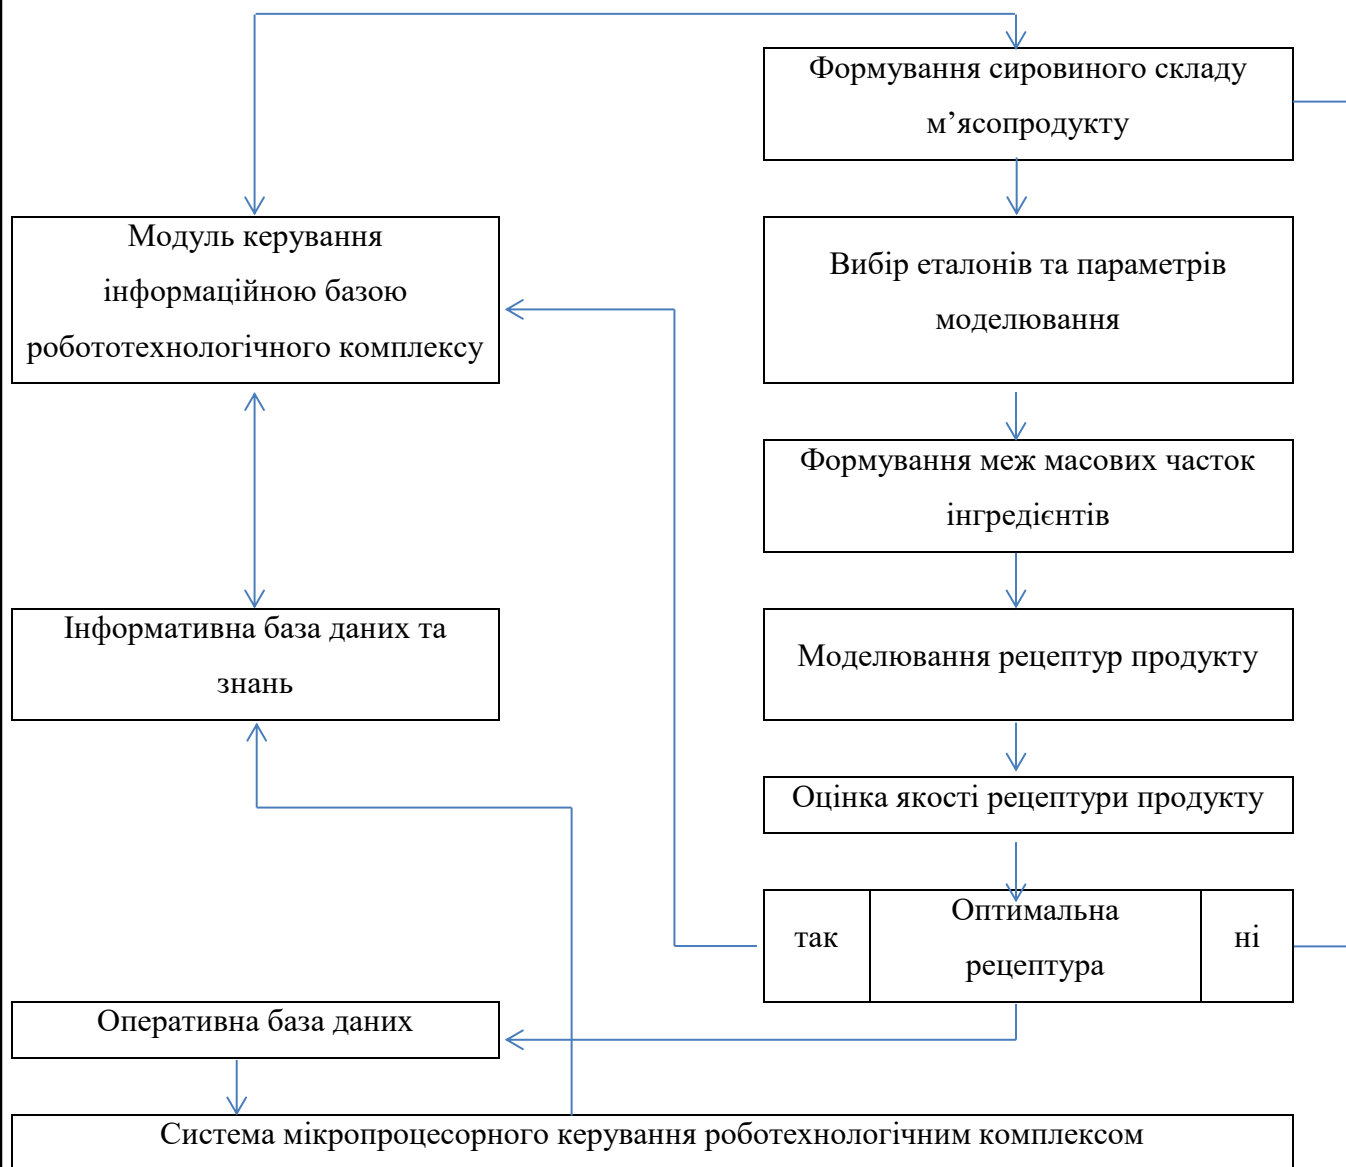 Формування сировиного складу
м’ясопродукту
Модуль керування
інформаційною базою
робототехнологічного комплексу
Вибір еталонів та параметрів
моделювання
Формування меж масових часток
інгредієнтів
Інформативна база даних та
знань
Моделювання рецептур продукту
Оцінка якості рецептури продукту
так
Оптимальна
рецептура
ні
Оперативна база даних
Система мікропроцесорного керування роботехнологічним комплексом